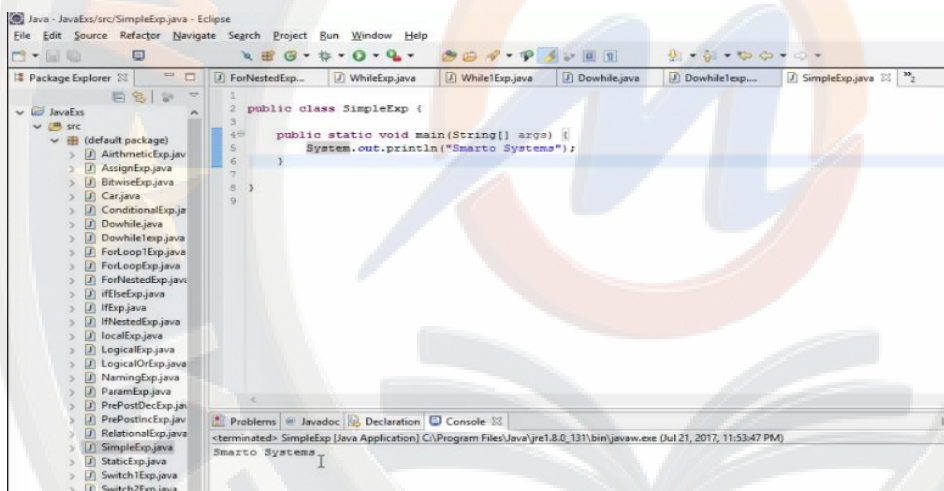 Java - JavaExs/src/SimpleExp.java - Eclipse
File Edit Source Refactor Navigate Search Project Run Window Help
Package Explorer
ForNestedExp... WhileExp.java While1Exp.java Dowhile.java Dowhile1exp.... SimpleExp.java 2
JavaExs
src
(default package)
AirthmeticExp.jav
AssignExp.java
BitwiseExp.java
Car.java
ConditionalExp.ja
Dowhile.java
Dowhile1exp.java
ForLoop1Exp.java
ForLoopExp.java
ForNestedExp.java
ifElseExp.java
IfExp.java
IfNestedExp.java
localExp.java
LogicalExp.java
LogicalOrExp.java
NamingExp.java
ParamExp.java
PrePostDecExp.jav
PrePostIncExp.jav
RelationalExp.java
SimpleExp.java
StaticExp.java
Switch1Exp.java
Switch2Exp.java
1
2 public class SimpleExp {
3
4 public static void main(String[] args) {
5 System.out.println("Smarto Systems");
6 }
7
8 }
9
Problems Javadoc Declaration Console
<terminated> SimpleExp [Java Application] C:\Program Files\Java\jre1.8.0_131\bin\javaw.exe (Jul 21, 2017, 11:53:47 PM)
Smarto Systems